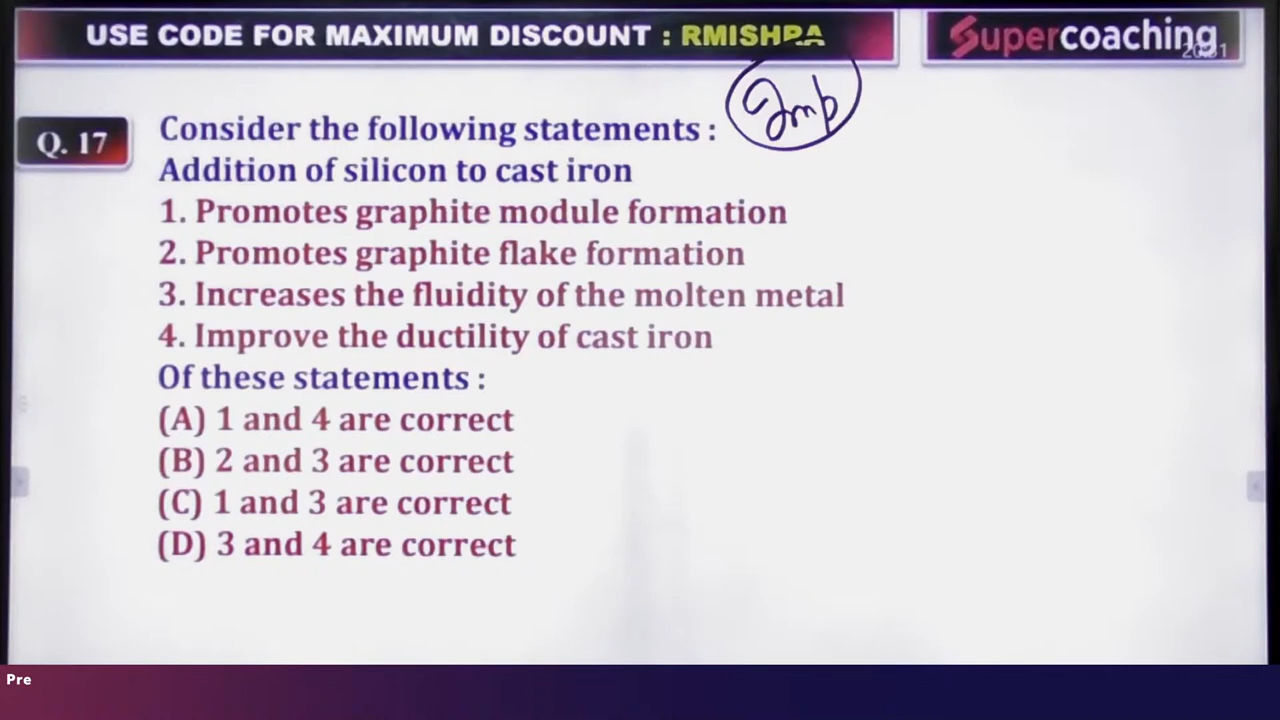 USE CODE FOR MAXIMUM DISCOUNT : RMISHRA
Supercoaching
Imp
Q. 17
Consider the following statements :
Addition of silicon to cast iron
1. Promotes graphite module formation
2. Promotes graphite flake formation
3. Increases the fluidity of the molten metal
4. Improve the ductility of cast iron
Of these statements :
(A) 1 and 4 are correct
(B) 2 and 3 are correct
(C) 1 and 3 are correct
(D) 3 and 4 are correct
Pre